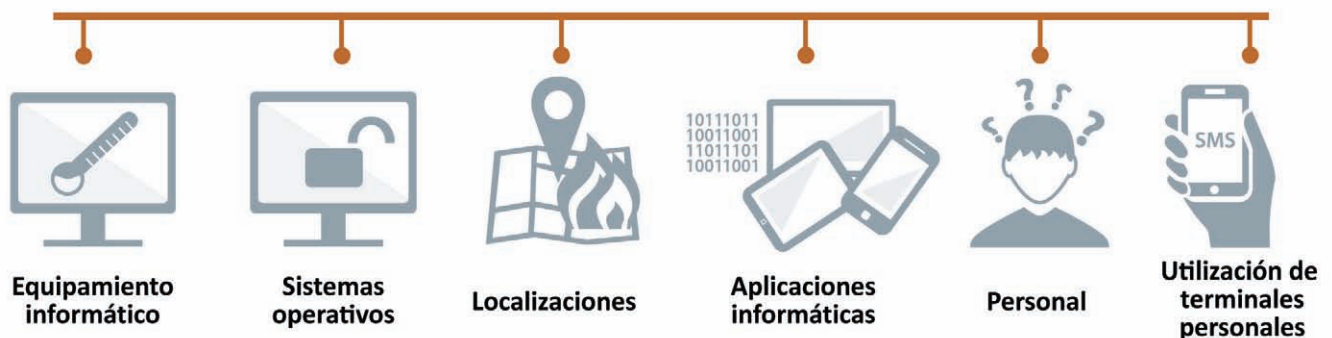 10111011
10011001
11011101
10011001
SMS
Equipamiento
informático
Sistemas
operativos
Localizaciones
Aplicaciones
informáticas
Personal
Utilización de
terminales
personales